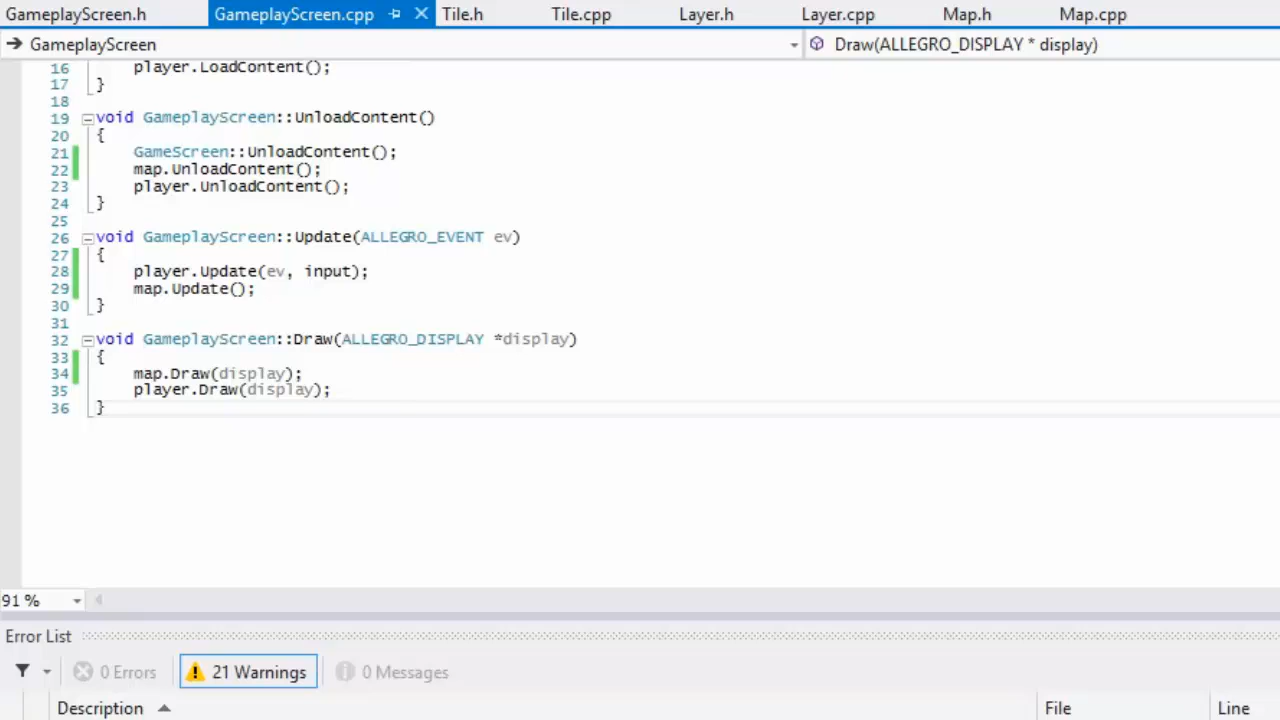 GameplayScreen.h GameplayScreen.cpp Tile.h Tile.cpp Layer.h Layer.cpp Map.h Map.cpp
GameplayScreen Draw(ALLEGRO_DISPLAY * display)
16 player.LoadContent();
17 }
18
19 void GameplayScreen::UnloadContent()
20 {
21 GameScreen::UnloadContent();
22 map.UnloadContent();
23 player.UnloadContent();
24 }
25
26 void GameplayScreen::Update(ALLEGRO_EVENT ev)
27 {
28 player.Update(ev, input);
29 map.Update();
30 }
31
32 void GameplayScreen::Draw(ALLEGRO_DISPLAY *display)
33 {
34 map.Draw(display);
35 player.Draw(display);
36 }
91 %
Error List
0 Errors 21 Warnings 0 Messages
Description File Line